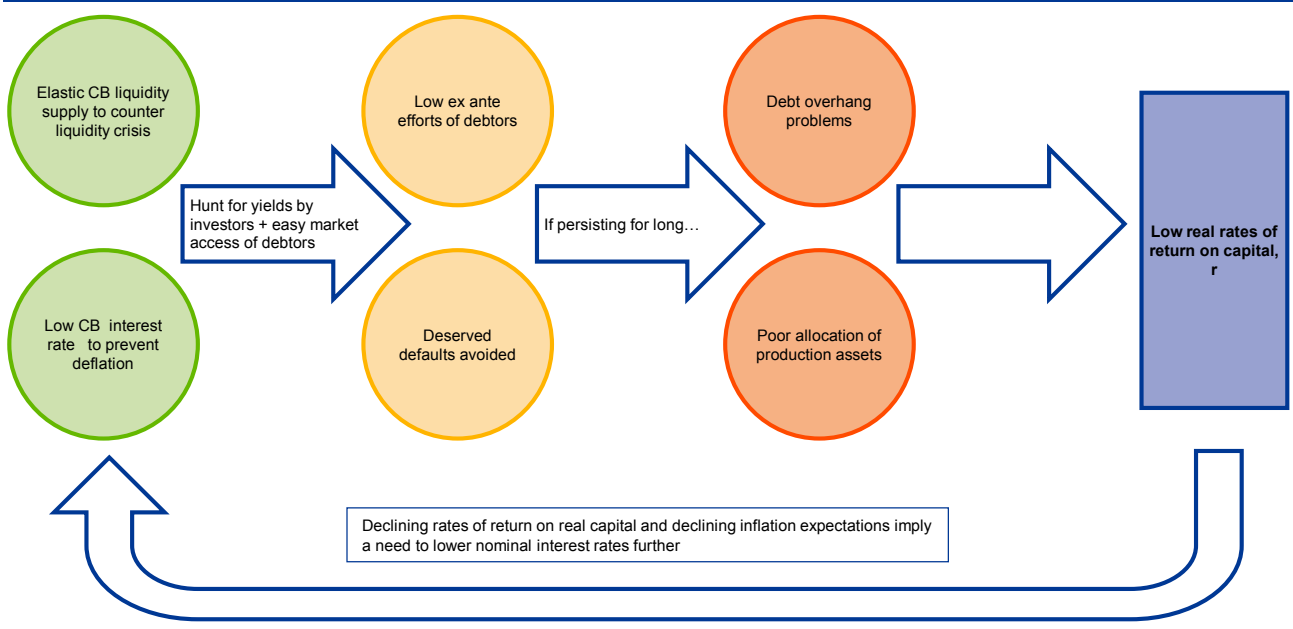 Elastic CB liquidity
supply to counter
liquidity crisis
Low CB interest
rate to prevent
deflation
Hunt for yields by
investors + easy market
access of debtors
Low ex ante
efforts of debtors
Deserved
defaults avoided
If persisting for long…
Debt overhang
problems
Poor allocation of
production assets
Low real rates of
return on capital,
r
Declining rates of return on real capital and declining inflation expectations imply
a need to lower nominal interest rates further